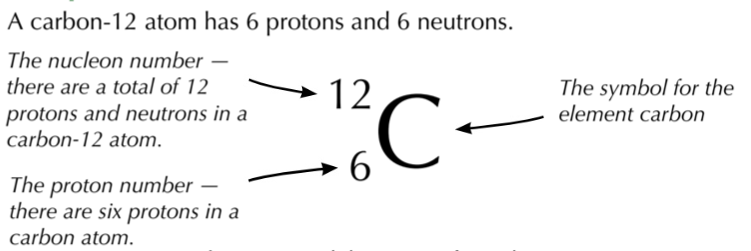 A carbon-12 atom has 6 protons and 6 neutrons.
The nucleon number —
there are a total of 12
protons and neutrons in a
carbon-12 atom.
12
6
C
The symbol for the
element carbon
The proton number —
there are six protons in a
carbon atom.